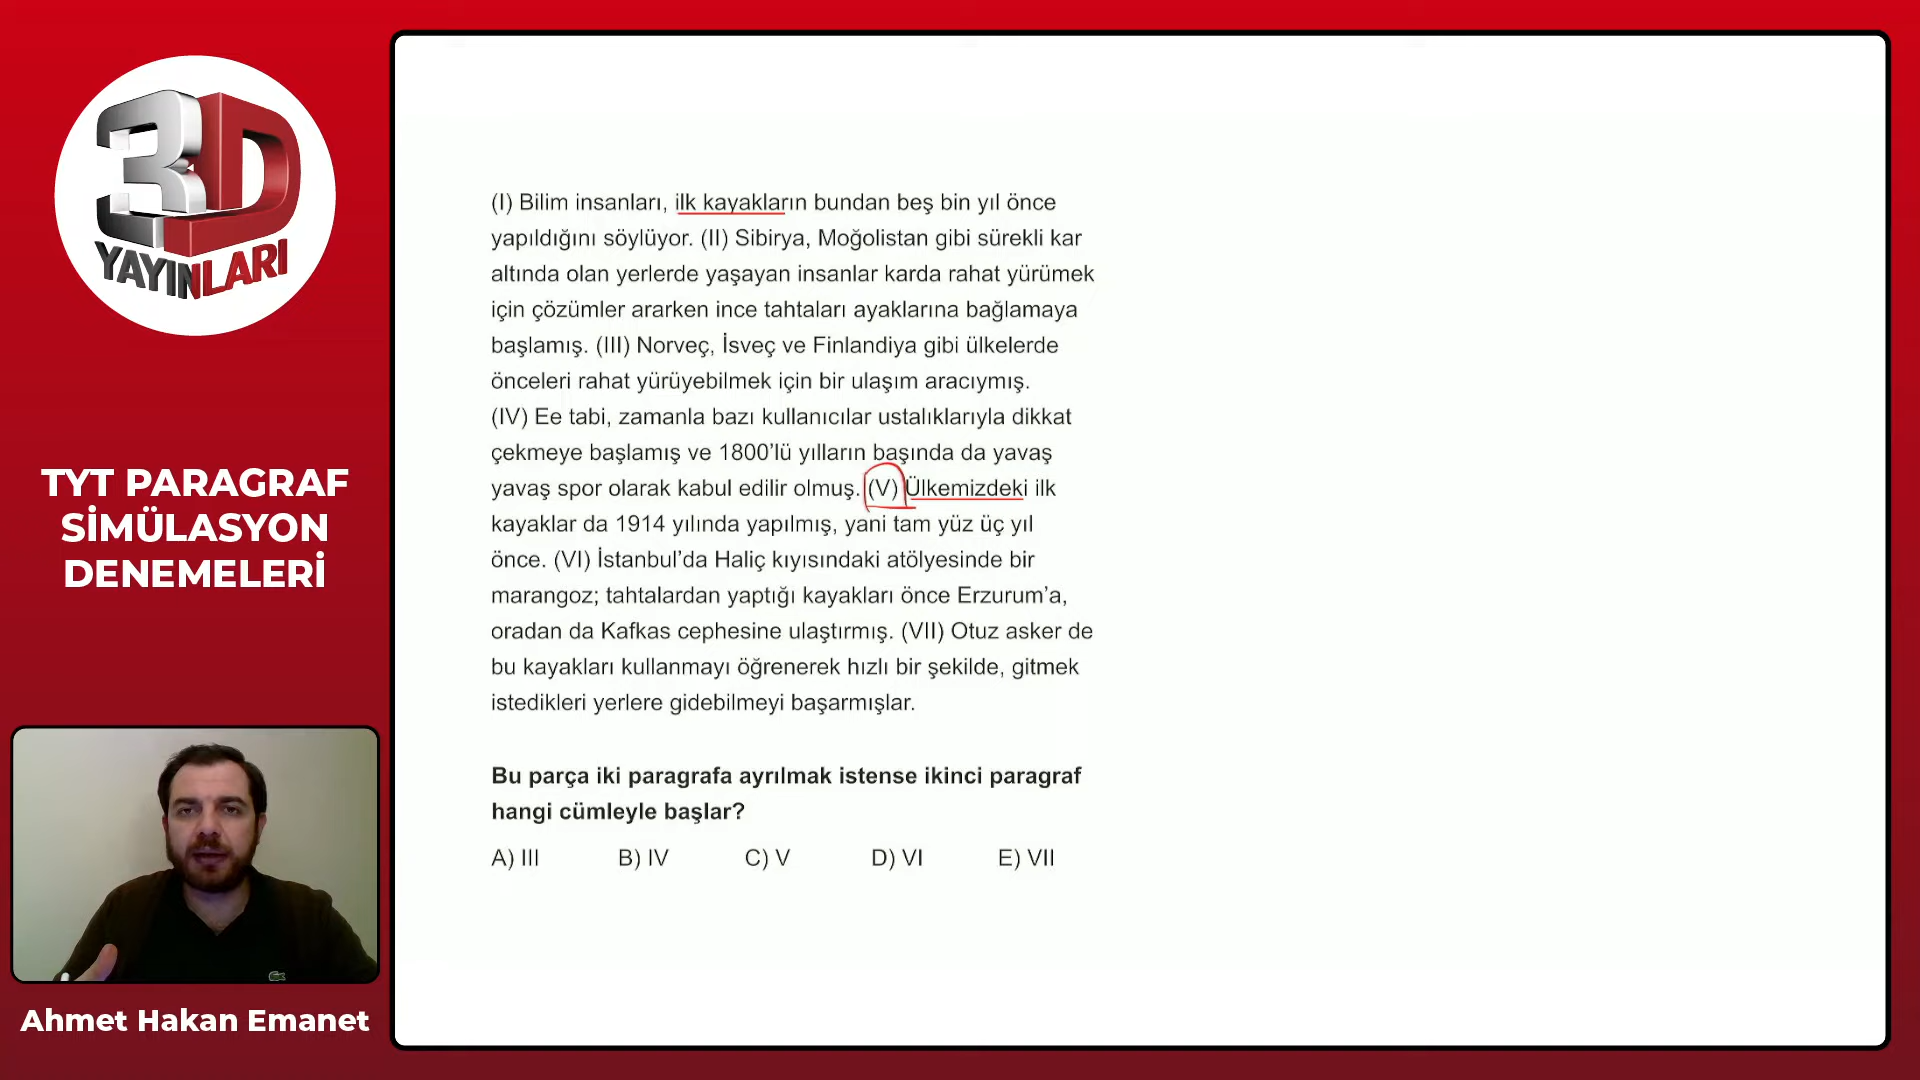 3D
YAYINLARI
TYT PARAGRAF
SİMÜLASYON
DENEMELERİ
Ahmet Hakan Emanet
(I) Bilim insanları, ilk kayakların bundan beş bin yıl önce
yapıldığını söylüyor. (II) Sibirya, Moğolistan gibi sürekli kar
altında olan yerlerde yaşayan insanlar karda rahat yürümek
için çözümler ararken ince tahtaları ayaklarına bağlamaya
başlamış. (III) Norveç, İsveç ve Finlandiya gibi ülkelerde
önceleri rahat yürüyebilmek için bir ulaşım aracıymış.
(IV) Ee tabi, zamanla bazı kullanıcılar ustalıklarıyla dikkat
çekmeye başlamış ve 1800’lü yılların başında da yavaş
yavaş spor olarak kabul edilir olmuş. (V) Ülkemizdeki ilk
kayaklar da 1914 yılında yapılmış, yani tam yüz üç yıl
önce. (VI) İstanbul’da Haliç kıyısındaki atölyesinde bir
marangoz; tahtalardan yaptığı kayakları önce Erzurum’a,
oradan da Kafkas cephesine ulaştırmış. (VII) Otuz asker de
bu kayakları kullanmayı öğrenerek hızlı bir şekilde, gitmek
istedikleri yerlere gidebilmeyi başarmışlar.
Bu parça iki paragrafa ayrılmak istense ikinci paragraf
hangi cümleyle başlar?
A) III B) IV C) V D) VI E) VII